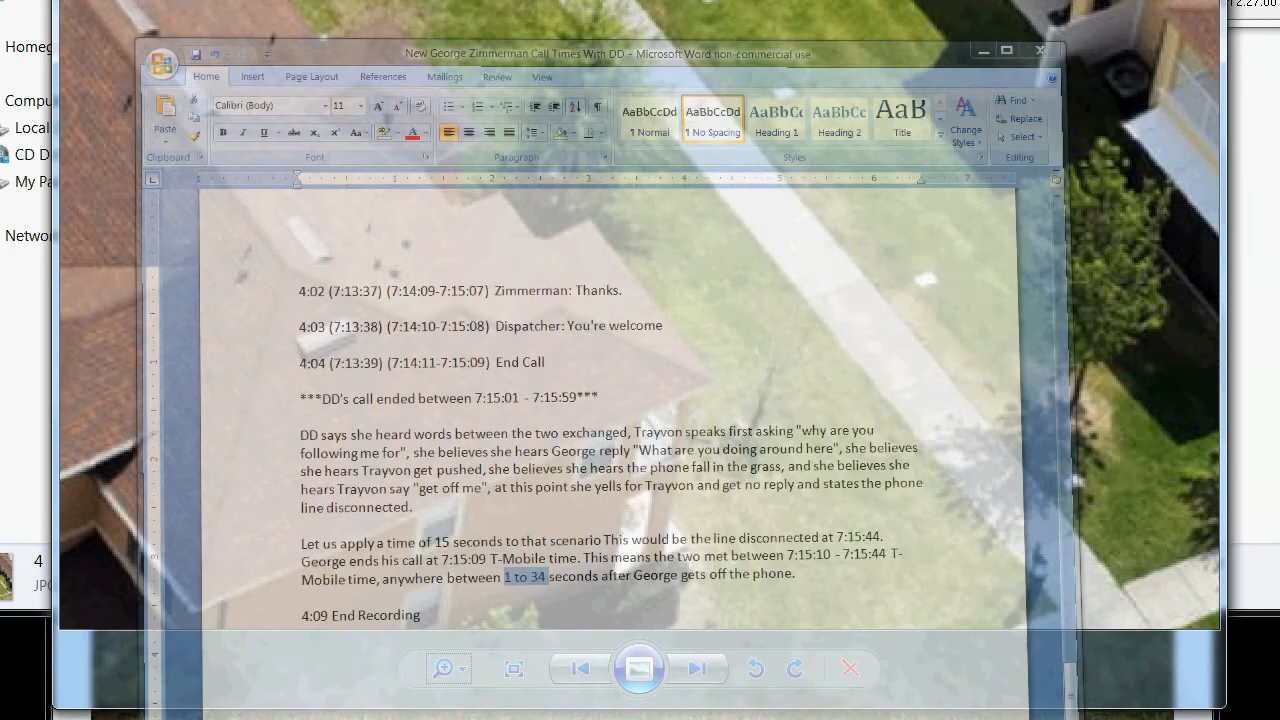 12:27:00
New George Zimmerman Call Times With DD - Microsoft Word non-commercial use
Home Insert Page Layout References Mailings Review View
Calibri (Body) 11
AaBbCcDd AaBbCcDd AaBbCc AaBbCc AaB
Find
Replace
Select
Paste
¶ Normal ¶ No Spacing Heading 1 Heading 2 Title
Change Styles
Clipboard Font Paragraph Styles Editing
Local
CD D
My Pa
Netwo
4:02 (7:13:37) (7:14:09-7:15:07) Zimmerman: Thanks.
4:03 (7:13:38) (7:14:10-7:15:08) Dispatcher: You're welcome
4:04 (7:13:39) (7:14:11-7:15:09) End Call
***DD's call ended between 7:15:01 - 7:15:59***
DD says she heard words between the two exchanged, Trayvon speaks first asking "why are you
following me for", she believes she hears George reply "What are you doing around here", she believes
she hears Trayvon get pushed, she believes she hears the phone fall in the grass, and she believes she
hears Trayvon say "get off me", at this point she yells for Trayvon and get no reply and states the phone
line disconnected.
Let us apply a time of 15 seconds to that scenario This would be the line disconnected at 7:15:44.
George ends his call at 7:15:09 T-Mobile time. This means the two met between 7:15:10 - 7:15:44 T-
Mobile time, anywhere between 1 to 34 seconds after George gets off the phone.
4:09 End Recording
4